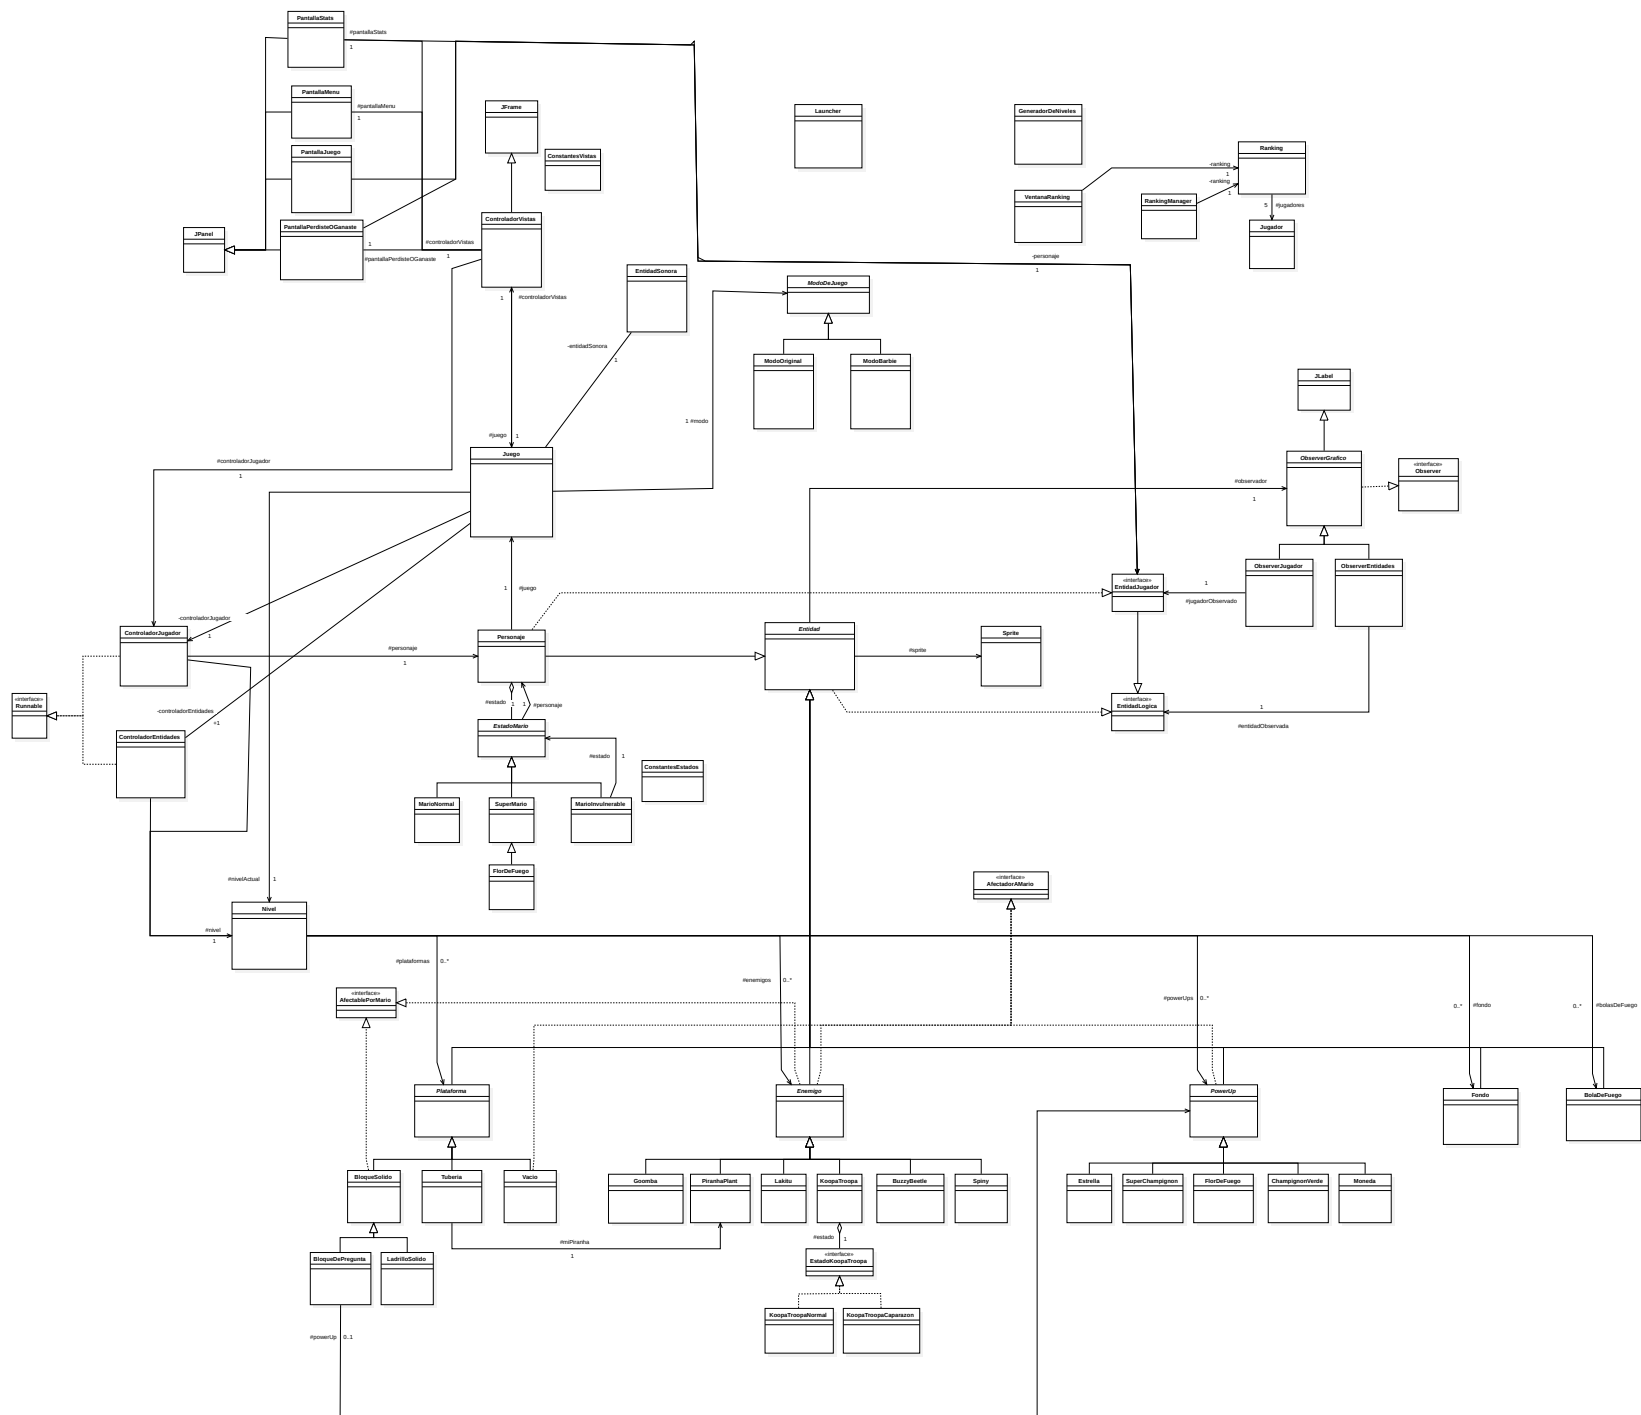 PantallaStats
#pantallaStats
1
PantallaMenu
#pantallaMenu
1
JFrame
Launcher
GeneradorDeNiveles
PantallaJuego
ConstantesVistas
Ranking
-ranking
1
-ranking
1
VentanaRanking
RankingManager
5
#jugadores
JPanel
PantallaPerdisteOGanaste
1
#pantallaPerdisteOGanaste
#controladorVistas
1
ControladorVistas
Jugador
-personaje
1
EntidadSonora
ModoDeJuego
1
#controladorVistas
-entidadSonora
1
ModoOriginal
ModoBarbie
JLabel
1 #modo
#juego
1
Juego
#controladorJugador
1
ObserverGrafico
«interface»
Observer
#observador
1
ObserverJugador
ObserverEntidades
«interface»
EntidadJugador
1
#jugadorObservado
1
#juego
-controladorJugador
1
ControladorJugador
Personaje
Entidad
Sprite
#personaje
1
#sprite
«interface»
Runnable
«interface»
EntidadLogica
1
#entidadObservada
#estado
1
1
#personaje
-controladorEntidades
+1
EstadoMario
ControladorEntidades
#estado
1
ConstantesEstados
MarioNormal
SuperMario
MarioInvulnerable
FlorDeFuego
«interface»
AfectadorAMario
#nivelActual
1
Nivel
#nivel
1
#plataformas
0..*
#enemigos
0..*
#powerUps
0..*
0..*
#fondo
0..*
#bolasDeFuego
«interface»
AfectablePorMario
Plataforma
Enemigo
PowerUp
Fondo
BolaDeFuego
BloqueSolido
Tuberia
Vacio
Goomba
PiranhaPlant
Lakitu
KoopaTroopa
BuzzyBeetle
Spiny
Estrella
SuperChampignon
FlorDeFuego
ChampignonVerde
Moneda
#miPiranha
1
#estado
1
BloqueDePregunta
LadrilloSolido
«interface»
EstadoKoopaTroopa
KoopaTroopaNormal
KoopaTroopaCaparazon
#powerUp
0..1